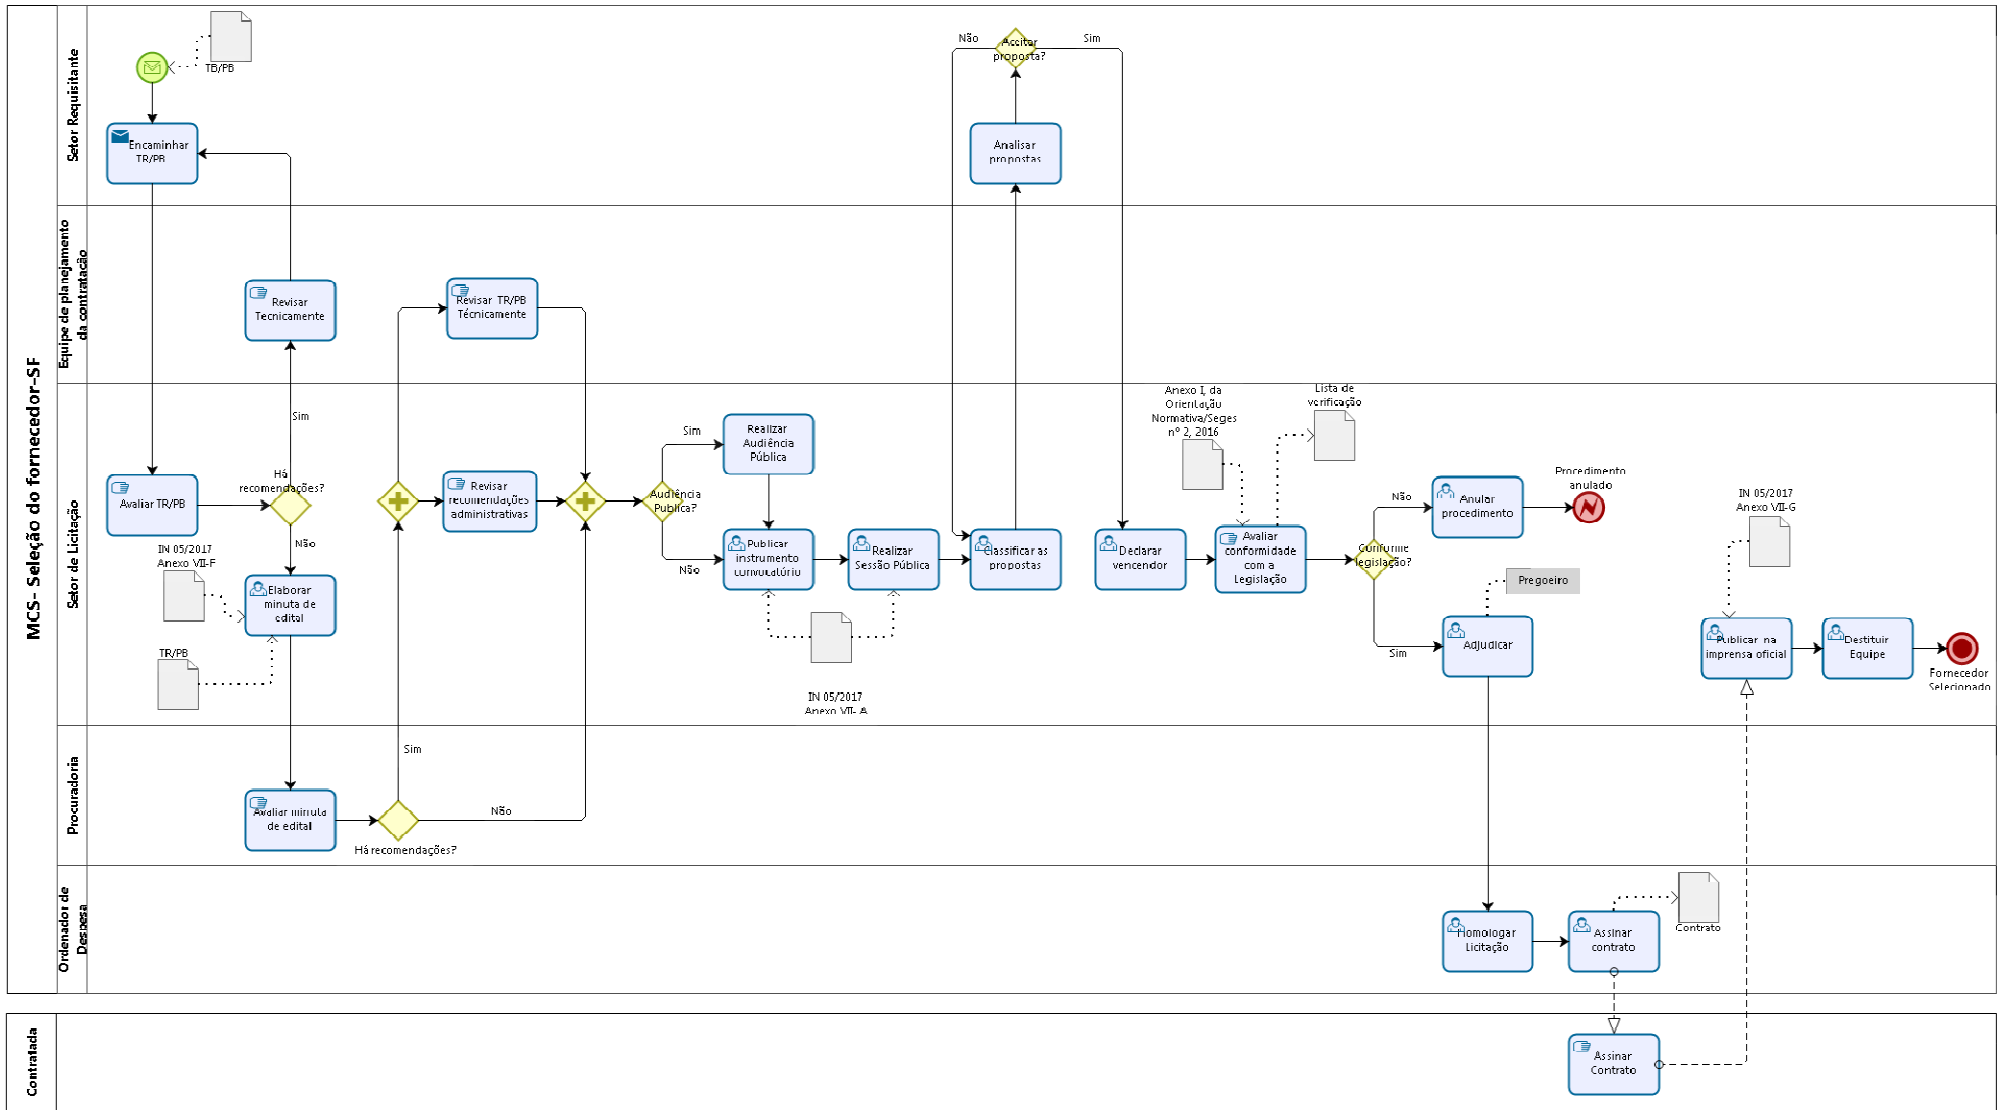 MCS- Seleção do fornecedor-SF
Setor Requisitante
TB/PB
Encaminhar
TR/PB
Não
Aceitar
proposta?
Sim
Analisar
propostas
Equipe de planejamento
da contratação
Revisar
Tecnicamente
Revisar TR/PB
Técnicamente
Setor de Licitação
Sim
Avaliar TR/PB
Há
recomendações?
Não
IN 05/2017
Anexo VII-F
Elaborar
minuta de
edital
TR/PB
Revisar
recomendações
administrativas
Audiência
Publica?
Sim
Não
Realizar
Audiência
Pública
Publicar
instrumento
convocatório
Realizar
Sessão Pública
IN 05/2017
Anexo VII- A
Classificar as
propostas
Declarar
vencendor
Anexo I, da
Orientação
Normativa/Seges
nº 2, 2016
Lista de
verificação
Avaliar
conformidade
com a
Legislação
Conforme
legislação?
Não
Sim
Anular
procedimento
Procedimento
anulado
Pregoeiro
Adjudicar
IN 05/2017
Anexo VII-G
Publicar na
imprensa oficial
Destituir
Equipe
Fornecedor
Selecionado
Procuradoria
Avaliar minuta
de edital
Sim
Não
Há recomendações?
Ordenador de
Despesa
Homologar
Licitação
Assinar
contrato
Contrato
Contratada
Assinar
Contrato